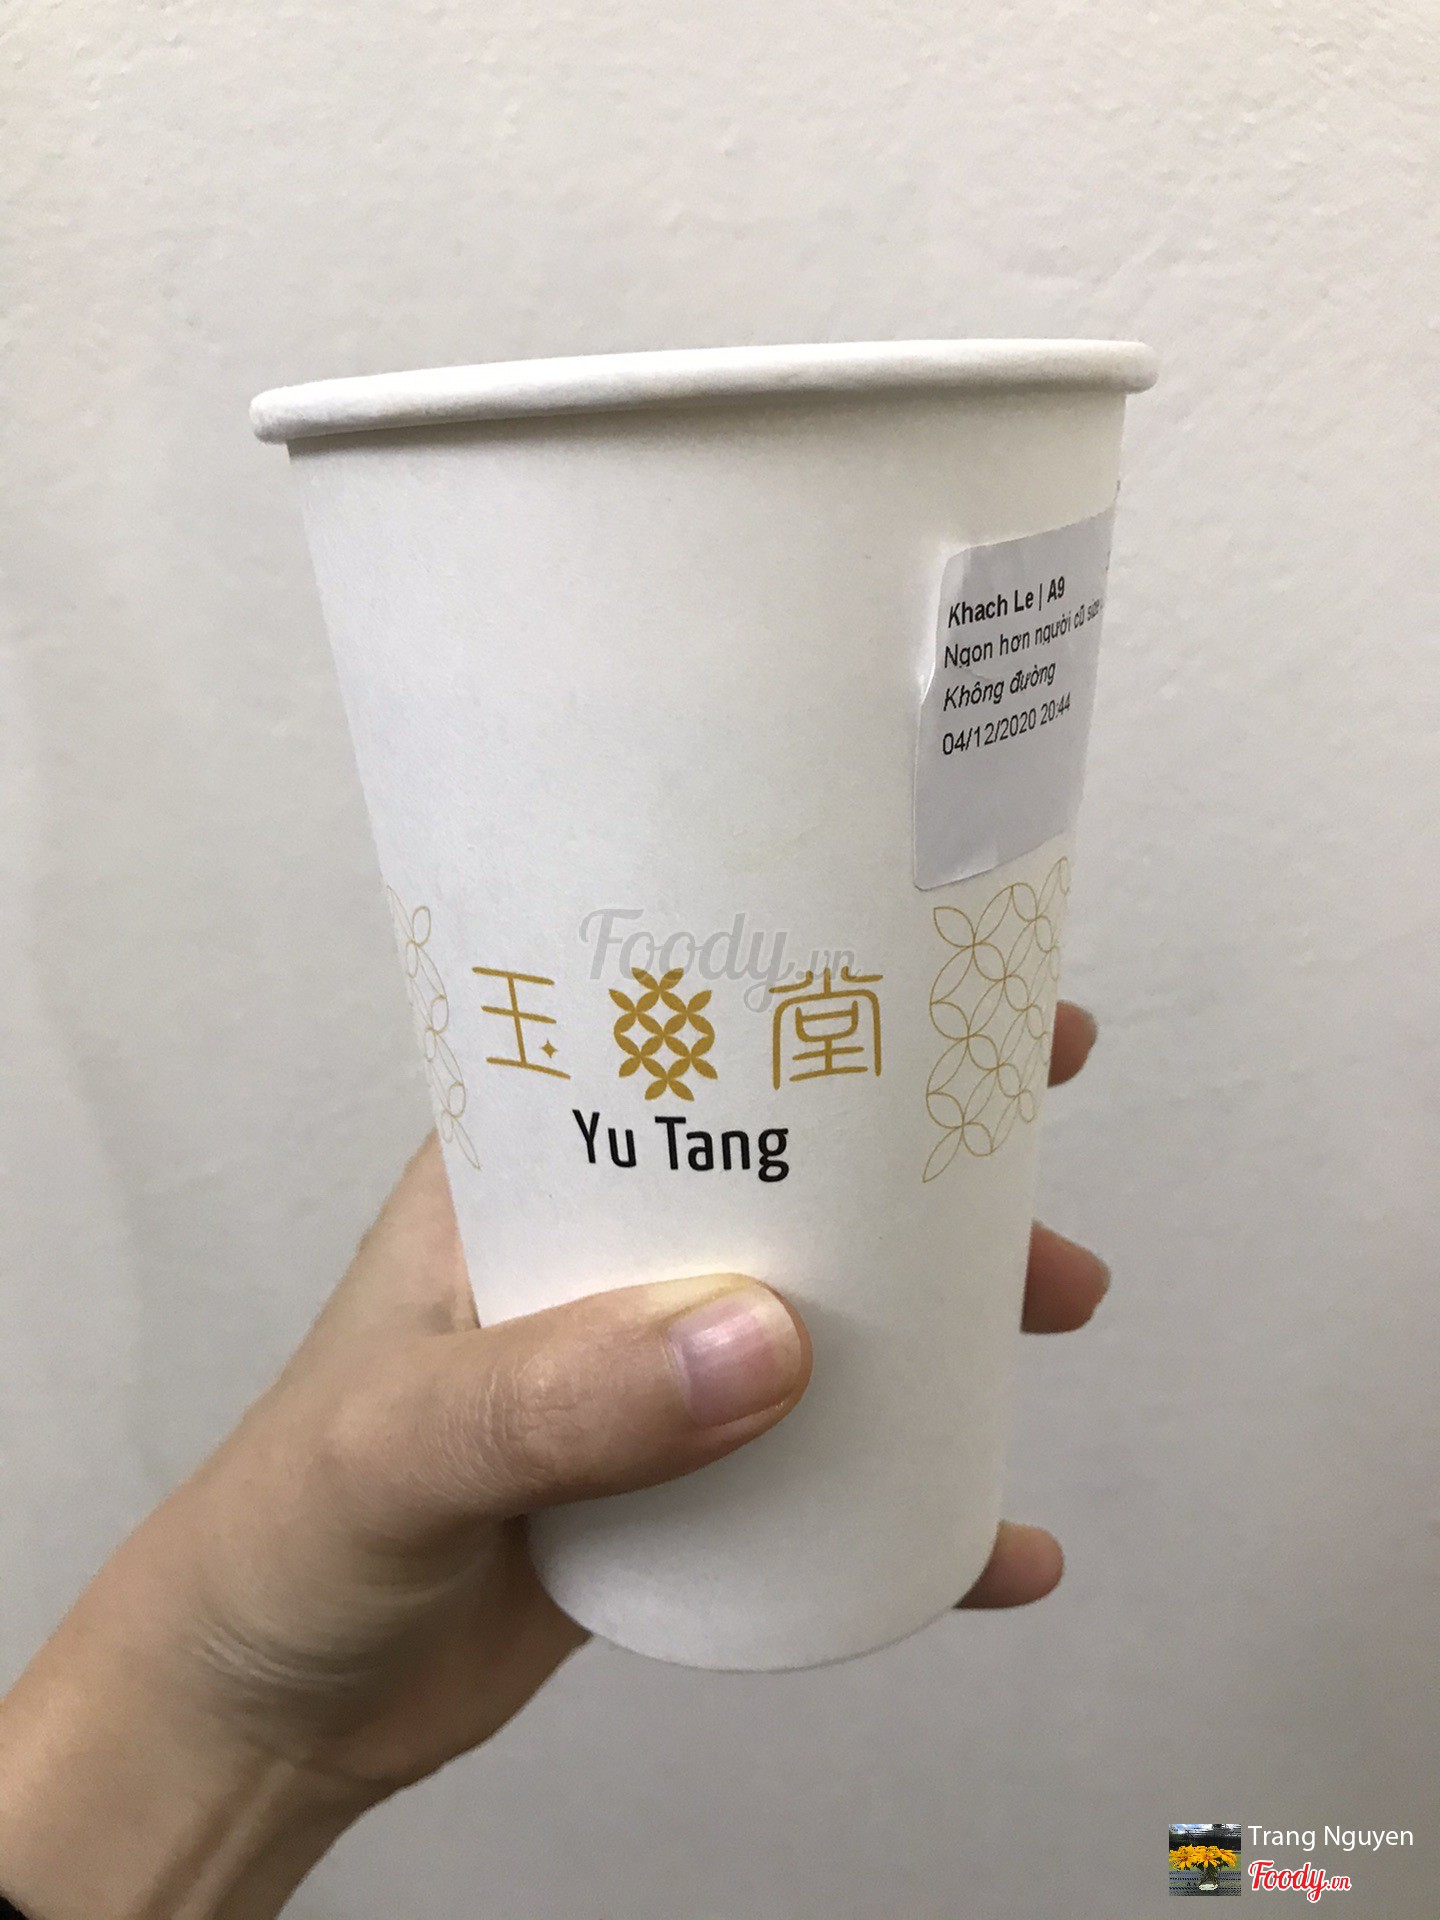 Khach Le | A9
Ngon hơn người cũ size
Không đường
04/12/2020 20:44
Foody.vn
玉 堂
Yu Tang
Trang Nguyen
Foody.vn